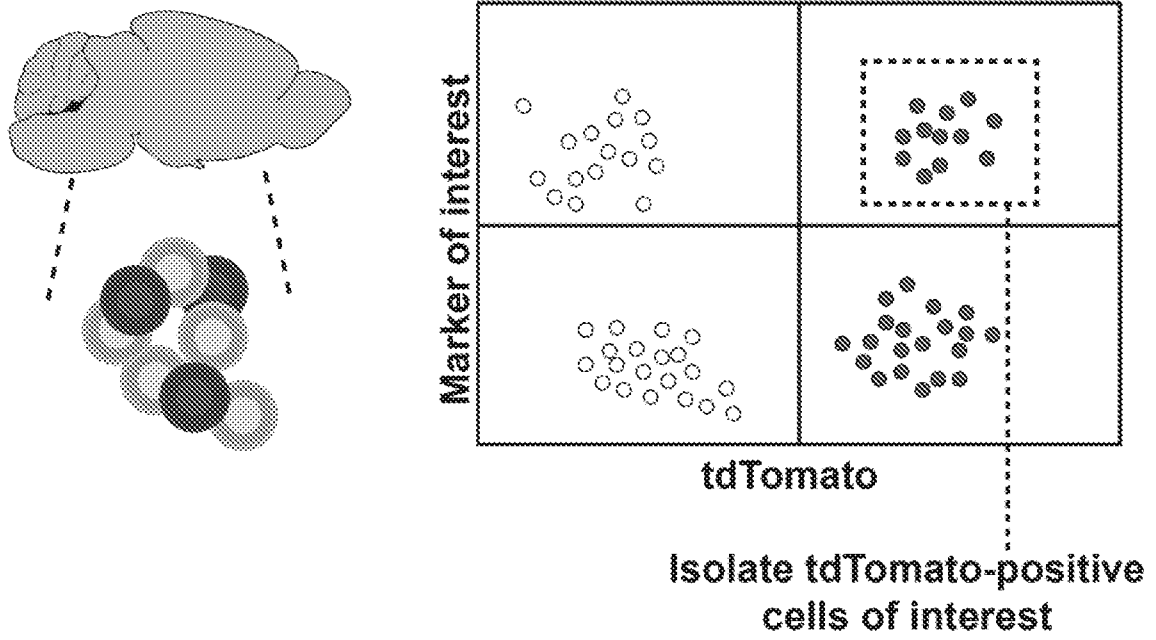 Marker of interest
tdTomato
Isolate tdTomato-positive
cells of interest